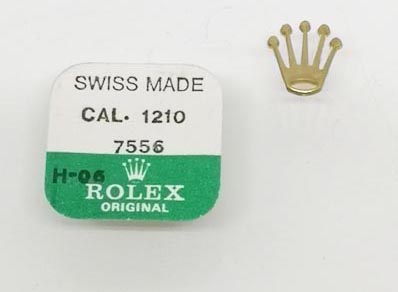 SWISS MADE
CAL. 1210
7556
H-06
ROLEX
ORIGINAL